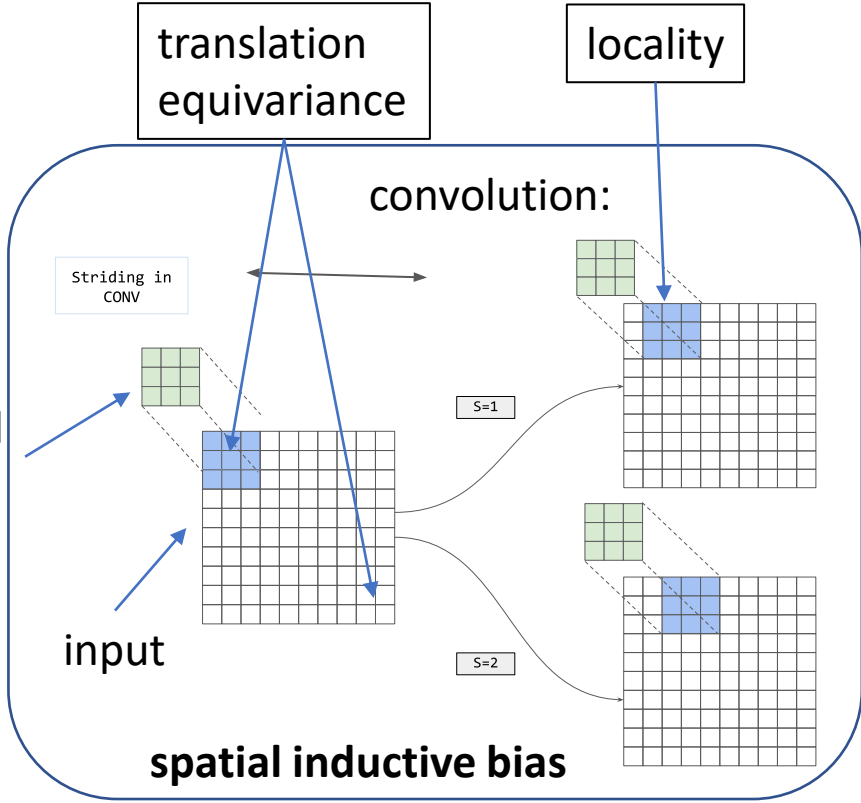 translation
equivariance
locality
convolution:
Striding in
CONV
S=1
input
S=2
spatial inductive bias